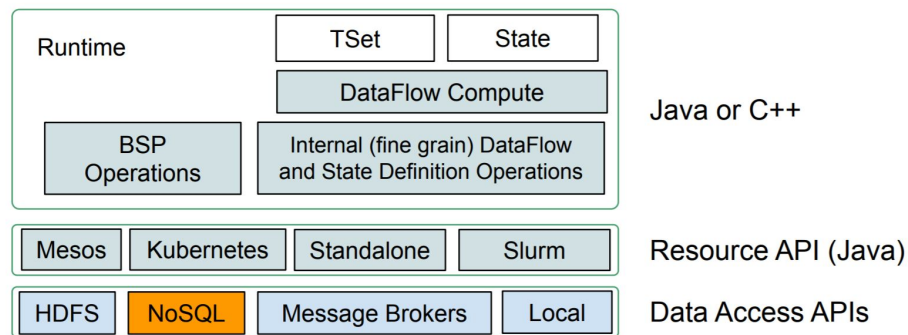 Runtime
TSet
State
DataFlow Compute
Java or C++
BSP
Operations
Internal (fine grain) DataFlow
and State Definition Operations
Mesos
Kubernetes
Standalone
Slurm
Resource API (Java)
HDFS
NoSQL
Message Brokers
Local
Data Access APIs